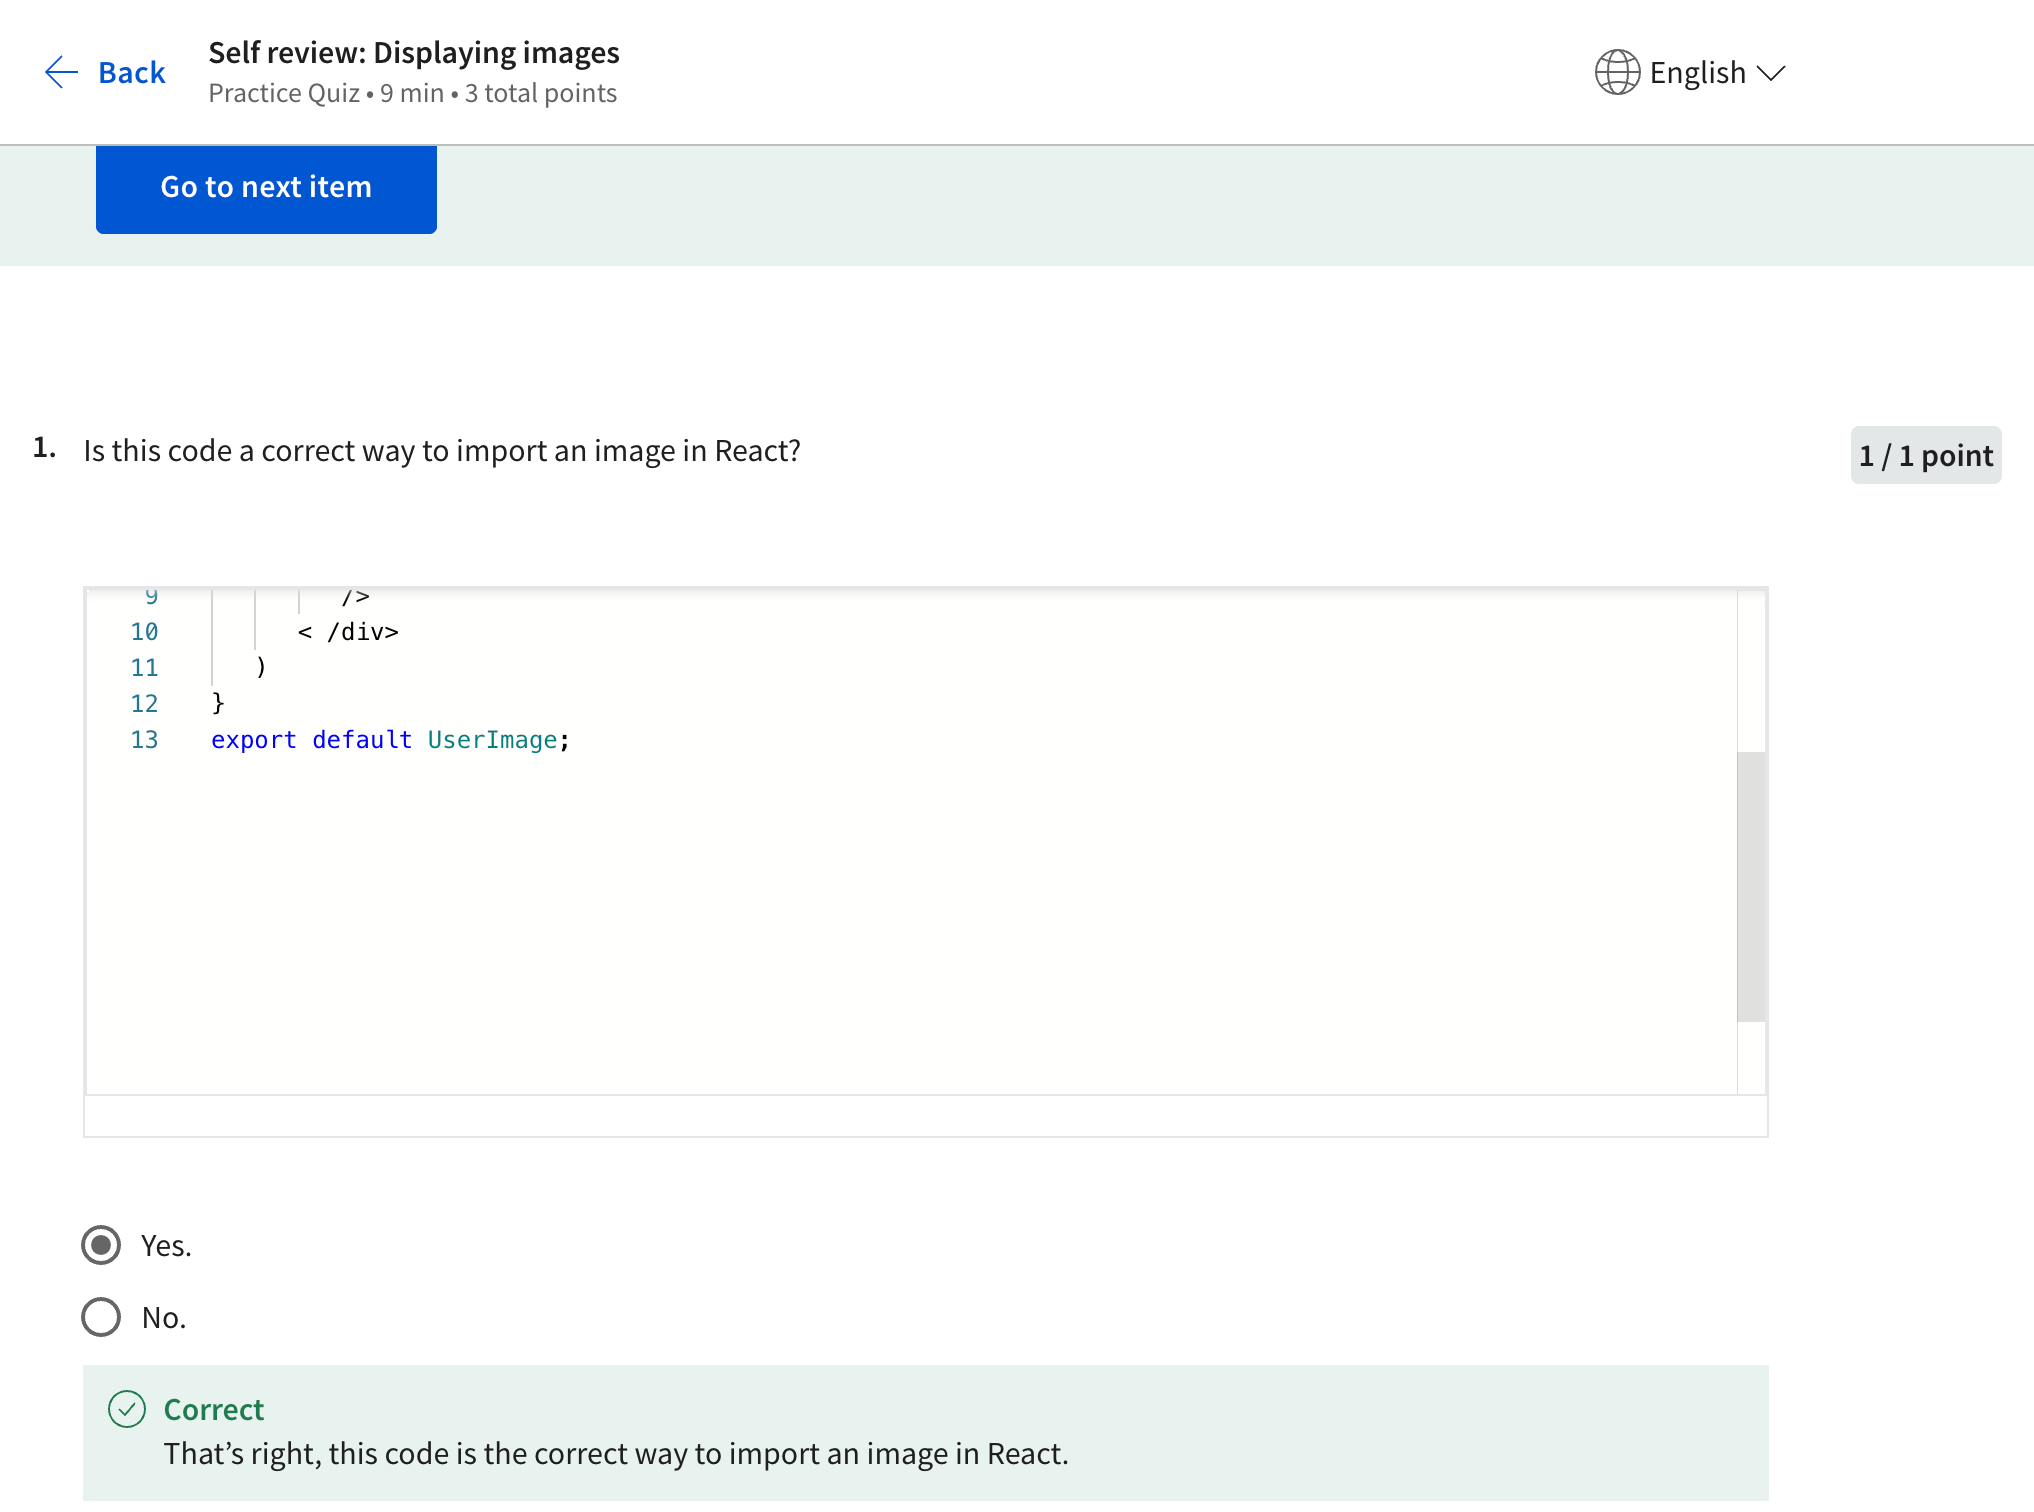 Back
Self review: Displaying images
Practice Quiz • 9 min • 3 total points
English
Go to next item
1. Is this code a correct way to import an image in React?
1 / 1 point
9 />
10 < /div>
11 )
12 }
13 export default UserImage;
Yes.
No.
Correct
That’s right, this code is the correct way to import an image in React.